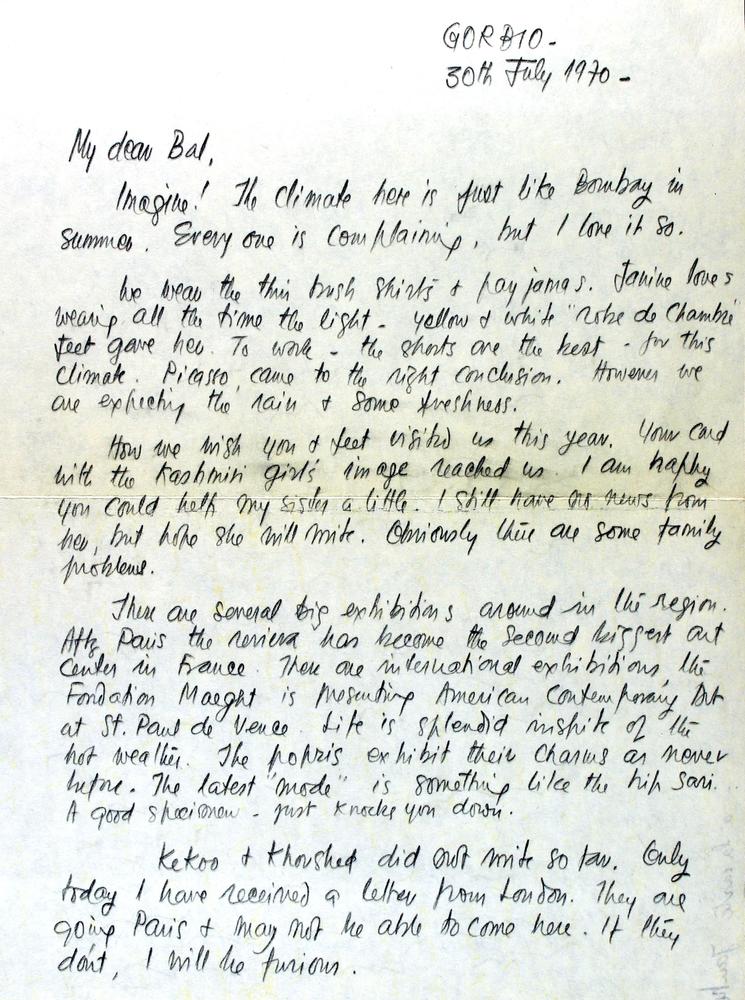 GORBIO -
30th July 1970 -
My dear Bal,
Imagine! The climate here is just like Bombay in
summer. Every one is complaining, but I love it so.
We wear the thin bush shirts & payjamas. Janine loves
wearing all the time the light - yellow & white "robe de Chambre"
Jeet gave her. To work - the shorts are the best - for this
climate. Picasso, came to the right conclusion. However we
are expecting the rain & some freshness.
How we wish you & Jeet visited us this year. Your card
with the Kashmiri girl's image reached us. I am happy
you could help my sister a little. I still have no news from
her, but hope she will write. Obviously there are some family
problems.
There are several big exhibitions around in the region.
After Paris the reviera has become the second biggest art
center in France. There are international exhibitions the
Fondation Maeght is presenting American Contemporary Art
at St. Paul de Vence. Life is splendid inspite of the
hot weather. The exhibit their charms as never
before. The latest "mode" is something like the hip sari.
A good specimen - just knocks you down.
Kekoo & Khorshed did not write so far. Only
today I have received a letter from London. They are
going Paris & may not be able to come here. If they
don't, I will be furious.